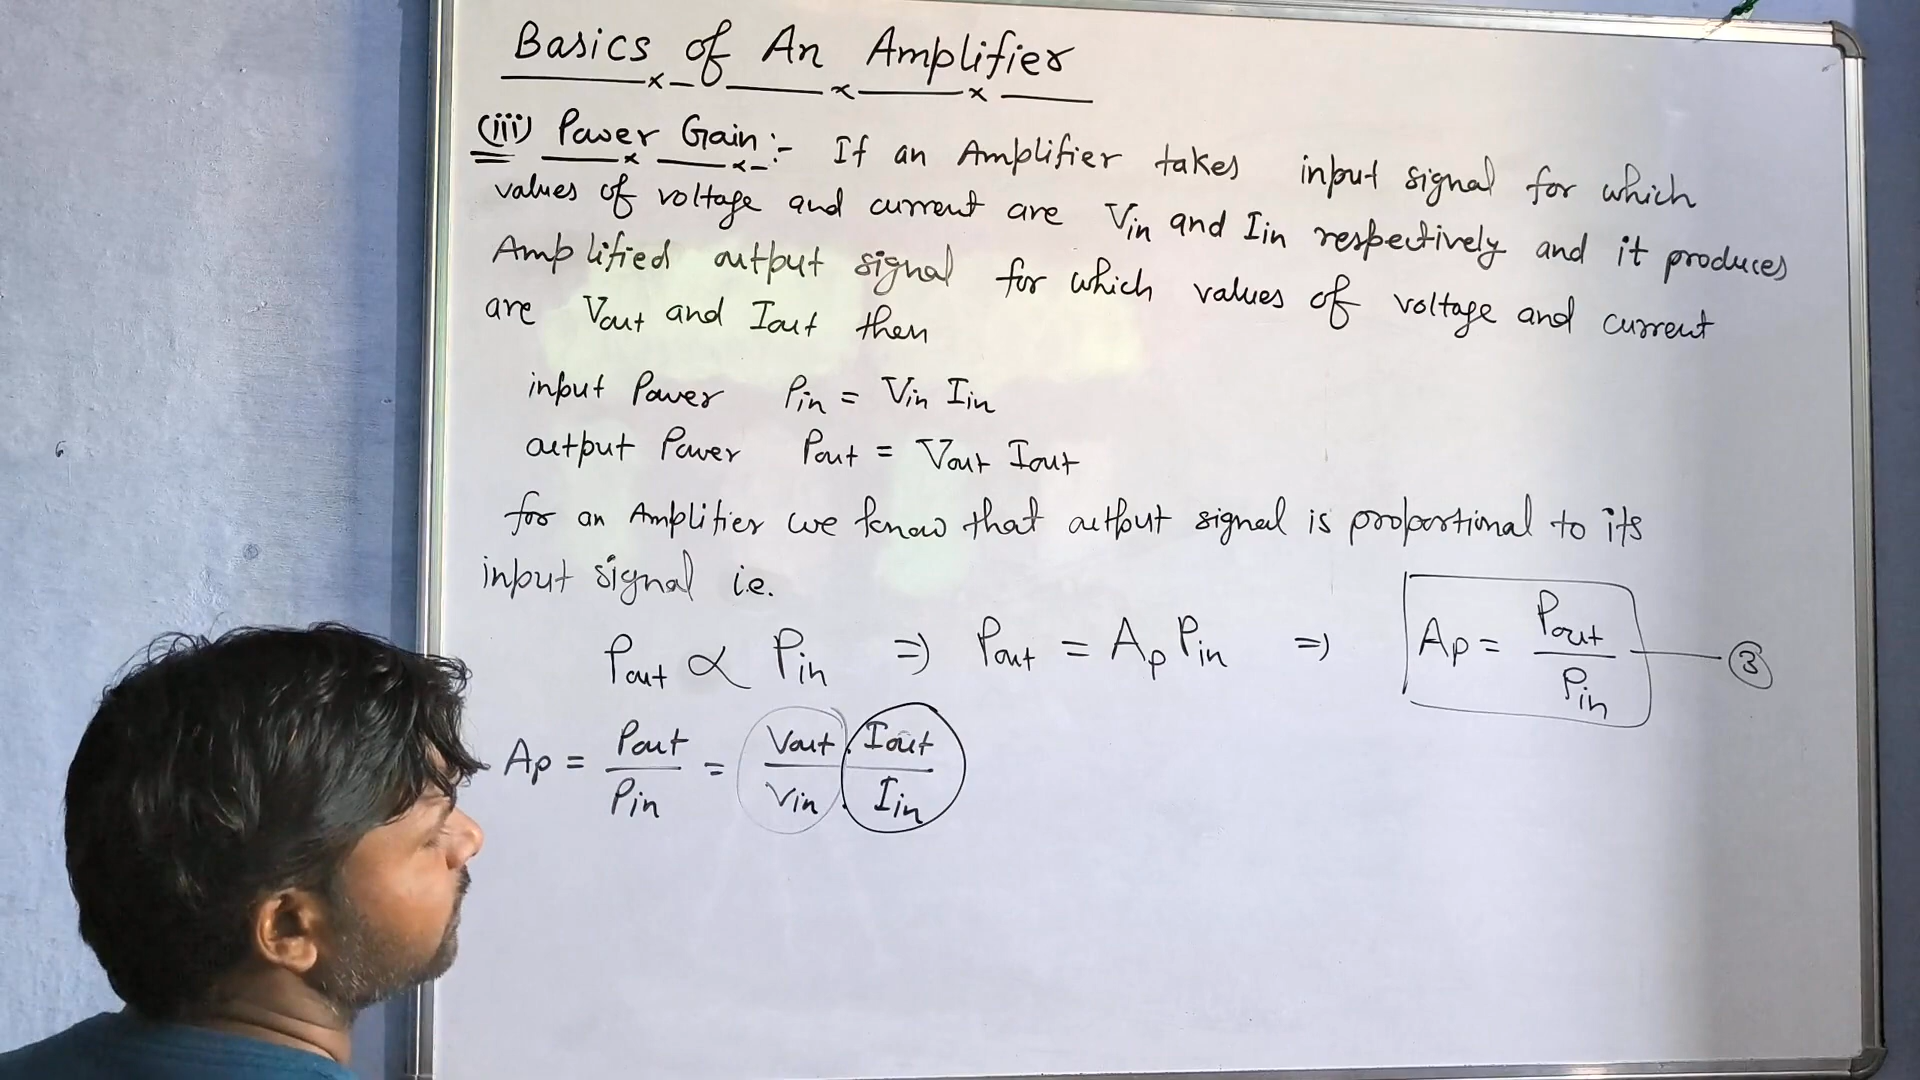 Basics of An Amplifier
(iii) Power Gain:- If an Amplifier takes input signal for which
values of voltage and current are Vin and Iin respectively and it produces
Amplified output signal for which values of voltage and current
are Vout and Iout then
input Power Pin = Vin Iin
output Power Pout = Vout Iout
for an Amplifier we know that output signal is proportional to its
input signal i.e.
Pout ∝ Pin ⇒ Pout = Ap Pin ⇒ Ap = Pout / Pin — ③
Ap = Pout / Pin = Vout / Vin . Iout / Iin